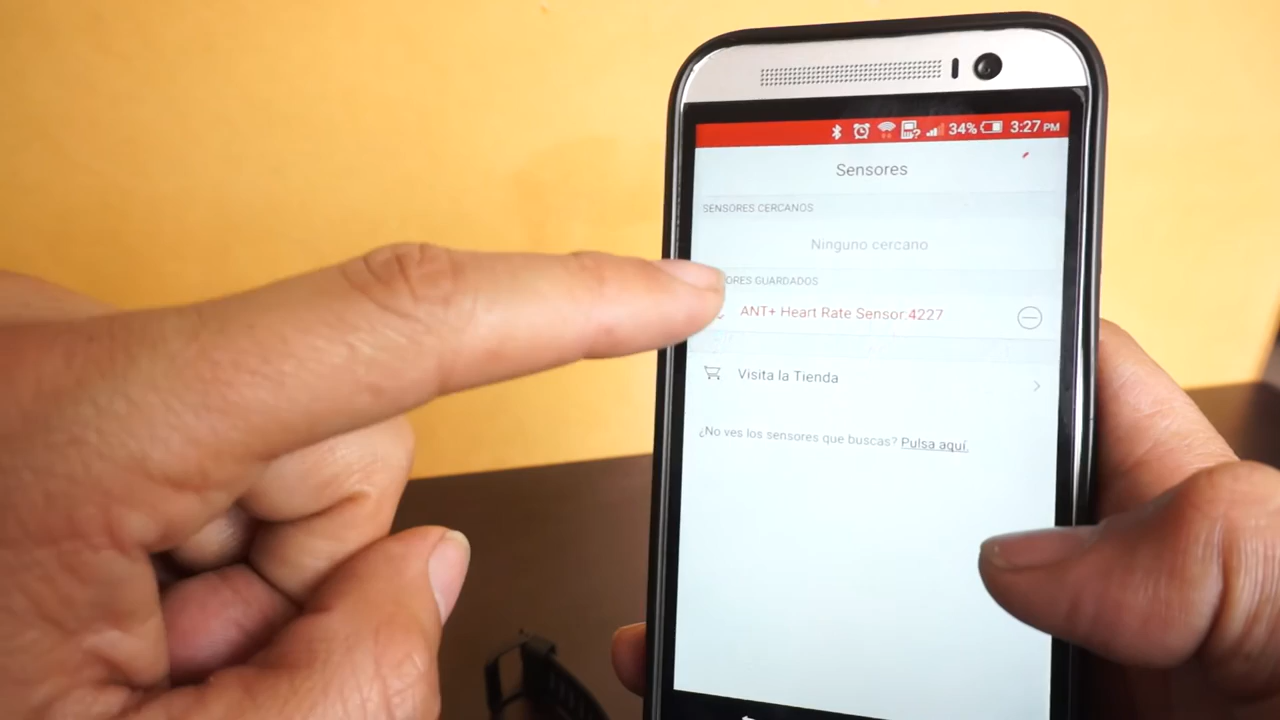 34% 3:27 PM
Sensores
SENSORES CERCANOS
Ninguno cercano
ORES GUARDADOS
ANT+ Heart Rate Sensor:4227
Visita la Tienda
¿No ves los sensores que buscas? Pulsa aquí.